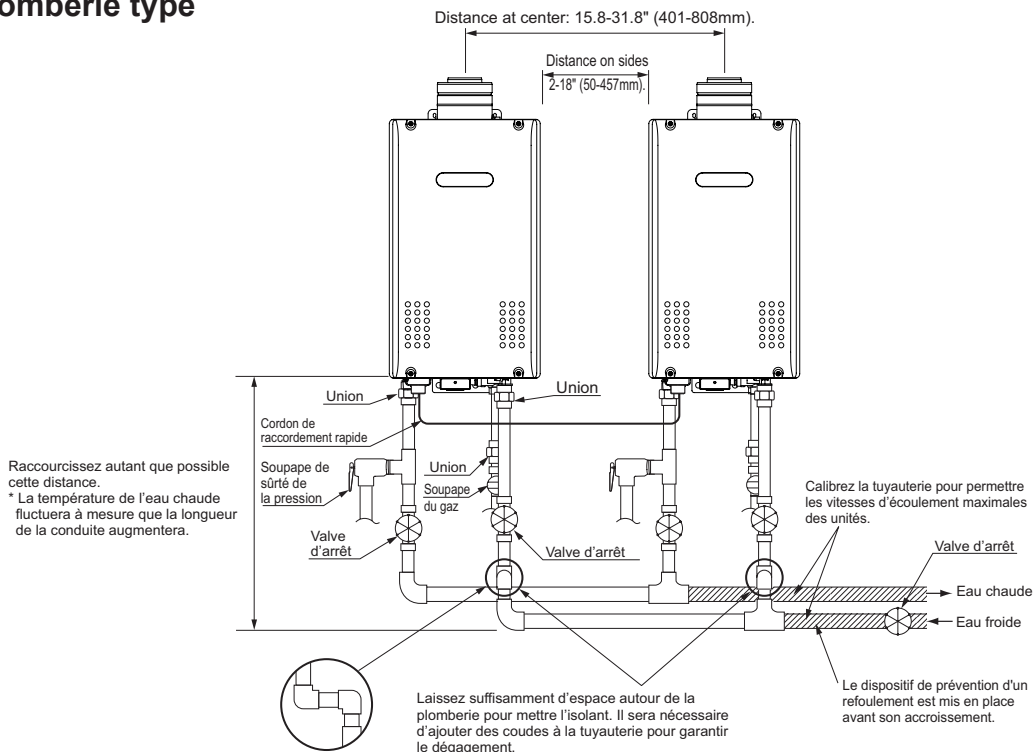 omberie type
Distance at center: 15.8-31.8" (401-808mm).
Distance on sides
2-18" (50-457mm).
Union
Union
Cordon de
raccordement rapide
Raccourcissez autant que possible
cette distance.
* La température de l'eau chaude
fluctuera à mesure que la longueur
de la conduite augmentera.
Soupape de
sûrté de
la pression
Union
Soupape
du gaz
Calibrez la tuyauterie pour permettre
les vitesses d'écoulement maximales
des unités.
Valve
d'arrêt
Valve d'arrêt
Valve d'arrêt
Eau chaude
Eau froide
Laissez suffisamment d'espace autour de la
plomberie pour mettre l'isolant. Il sera nécessaire
d'ajouter des coudes à la tuyauterie pour garantir
le dégagement.
Le dispositif de prévention d'un
refoulement est mis en place
avant son accroissement.